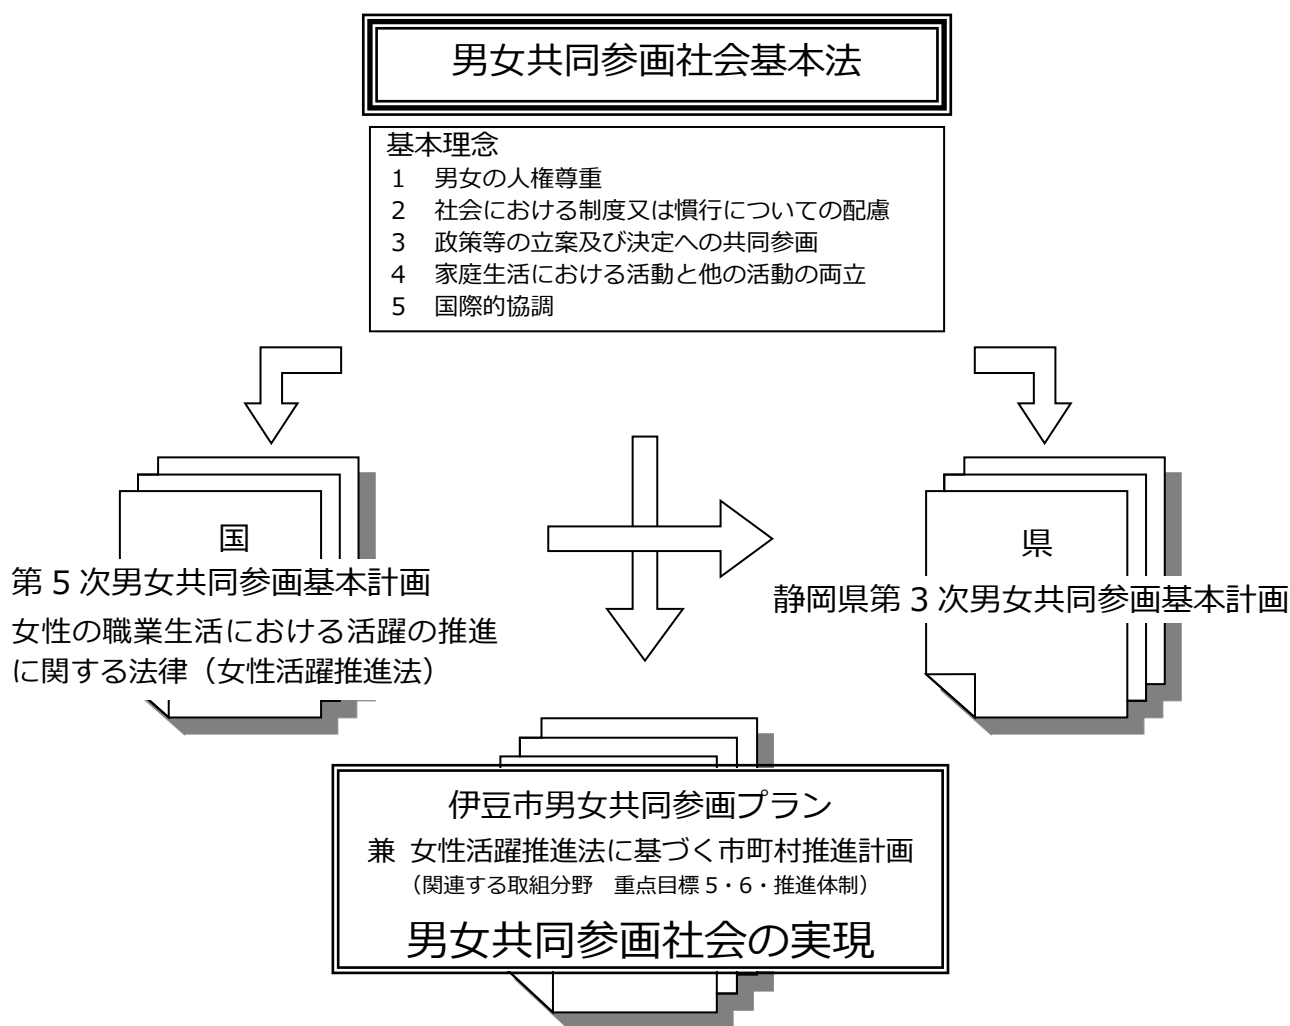 男女共同参画社会基本法
基本理念
1 男女の人権尊重
2 社会における制度又は慣行についての配慮
3 政策等の立案及び決定への共同参画
4 家庭生活における活動と他の活動の両立
5 国際的協調
国
第5次男女共同参画基本計画
女性の職業生活における活躍の推進
に関する法律（女性活躍推進法）
県
静岡県第3次男女共同参画基本計画
伊豆市男女共同参画プラン
兼 女性活躍推進法に基づく市町村推進計画
（関連する取組分野　重点目標5・6・推進体制）
男女共同参画社会の実現